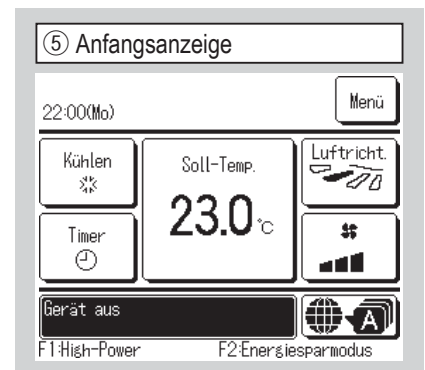 ⑤ Anfangsanzeige
22:00(Mo)
Menü
Kühlen
Soll-Temp.
Luftricht.
23.0 °C
Timer
Gerät aus
A
F1:High-Power F2:Energiesparmodus